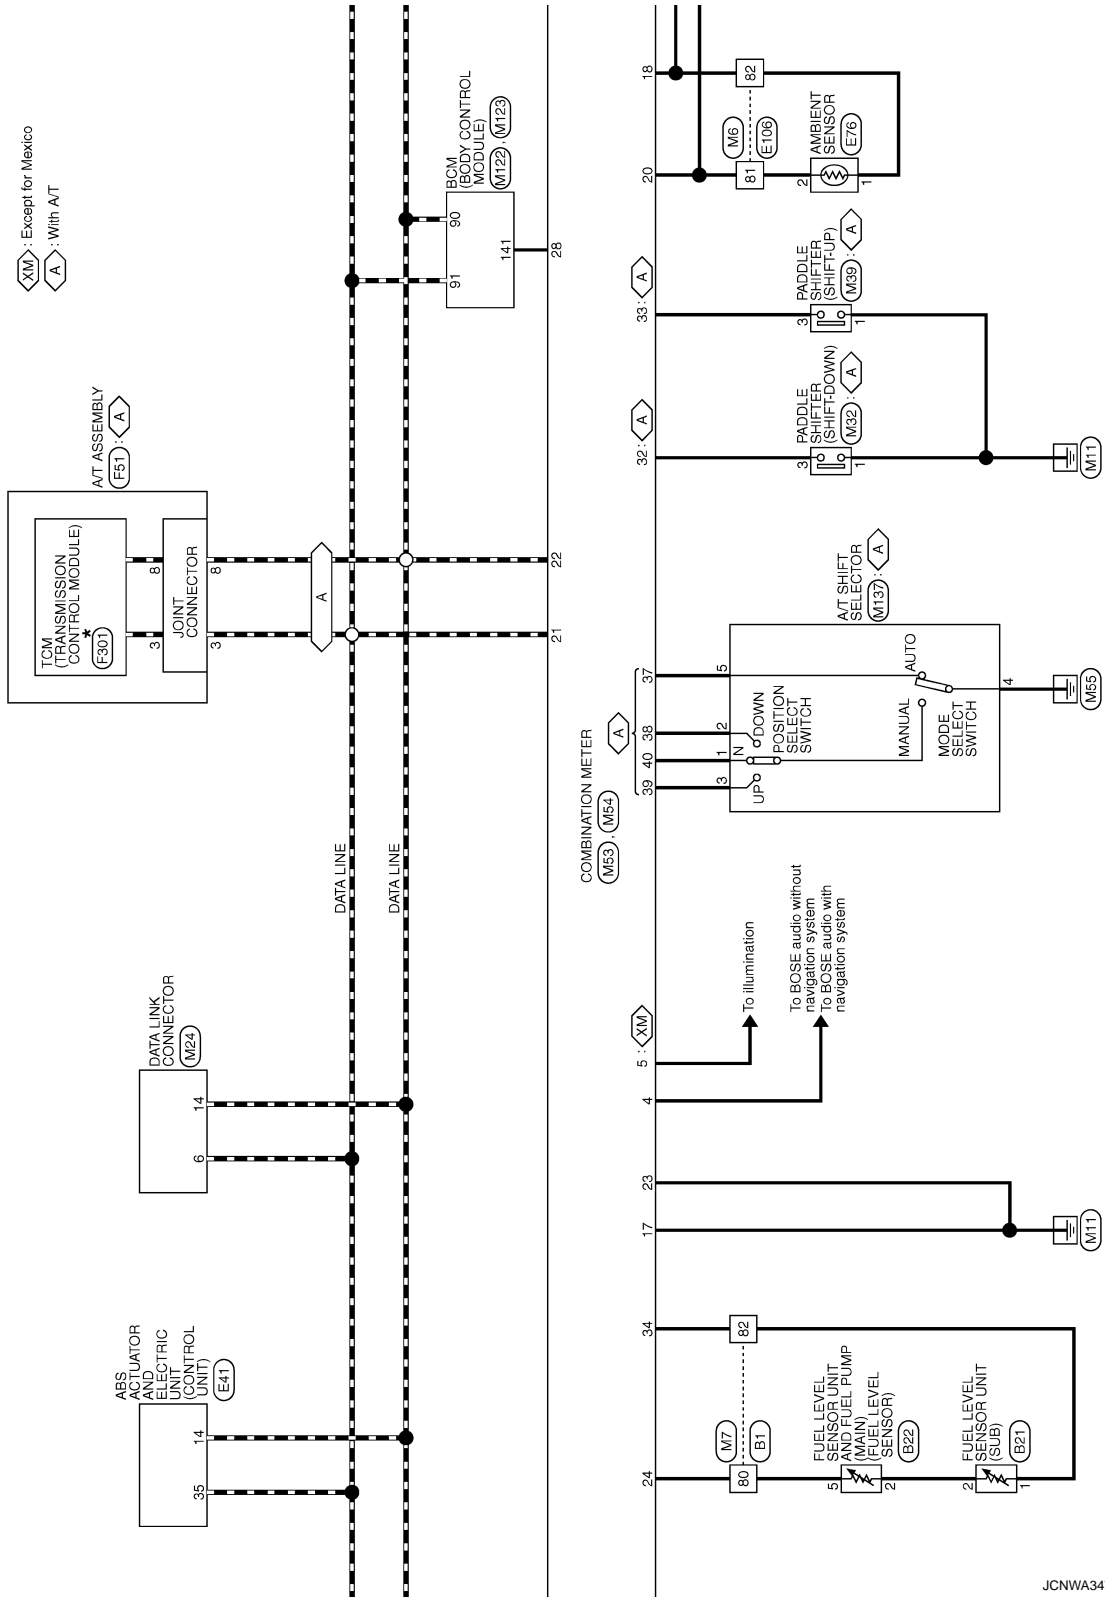 XM : Except for Mexico
A : With A/T
ABS
ACTUATOR
AND
ELECTRIC
UNIT
(CONTROL
UNIT)
E41
35
14
DATA LINK
CONNECTOR
M24
6
14
A/T ASSEMBLY
F51 : A
TCM
(TRANSMISSION
CONTROL MODULE)
*
F301
3
8
JOINT
CONNECTOR
3
8
A
BCM
(BODY CONTROL
MODULE)
M122 , M123
91
90
141
DATA LINE
DATA LINE
21
22
28
COMBINATION METER
M53 , M54
24
34
17
23
4
5 : XM
39
40
38
37
A
32 : A
33 : A
20
18
80
82
M7
B1
FUEL LEVEL
SENSOR UNIT
AND FUEL PUMP
(MAIN)
(FUEL LEVEL
SENSOR)
B22
5
2
FUEL LEVEL
SENSOR UNIT
(SUB)
B21
2
1
M11
To illumination
To BOSE audio without
navigation system
To BOSE audio with
navigation system
A/T SHIFT
SELECTOR
M137 : A
3
1
2
5
UP
N
DOWN
POSITION
SELECT
SWITCH
MANUAL
AUTO
MODE
SELECT
SWITCH
4
M55
PADDLE
SHIFTER
(SHIFT-DOWN)
M32 : A
3
1
PADDLE
SHIFTER
(SHIFT-UP)
M39 : A
3
1
M11
81
82
M6
E106
AMBIENT
SENSOR
E76
2
1
JCNWA34